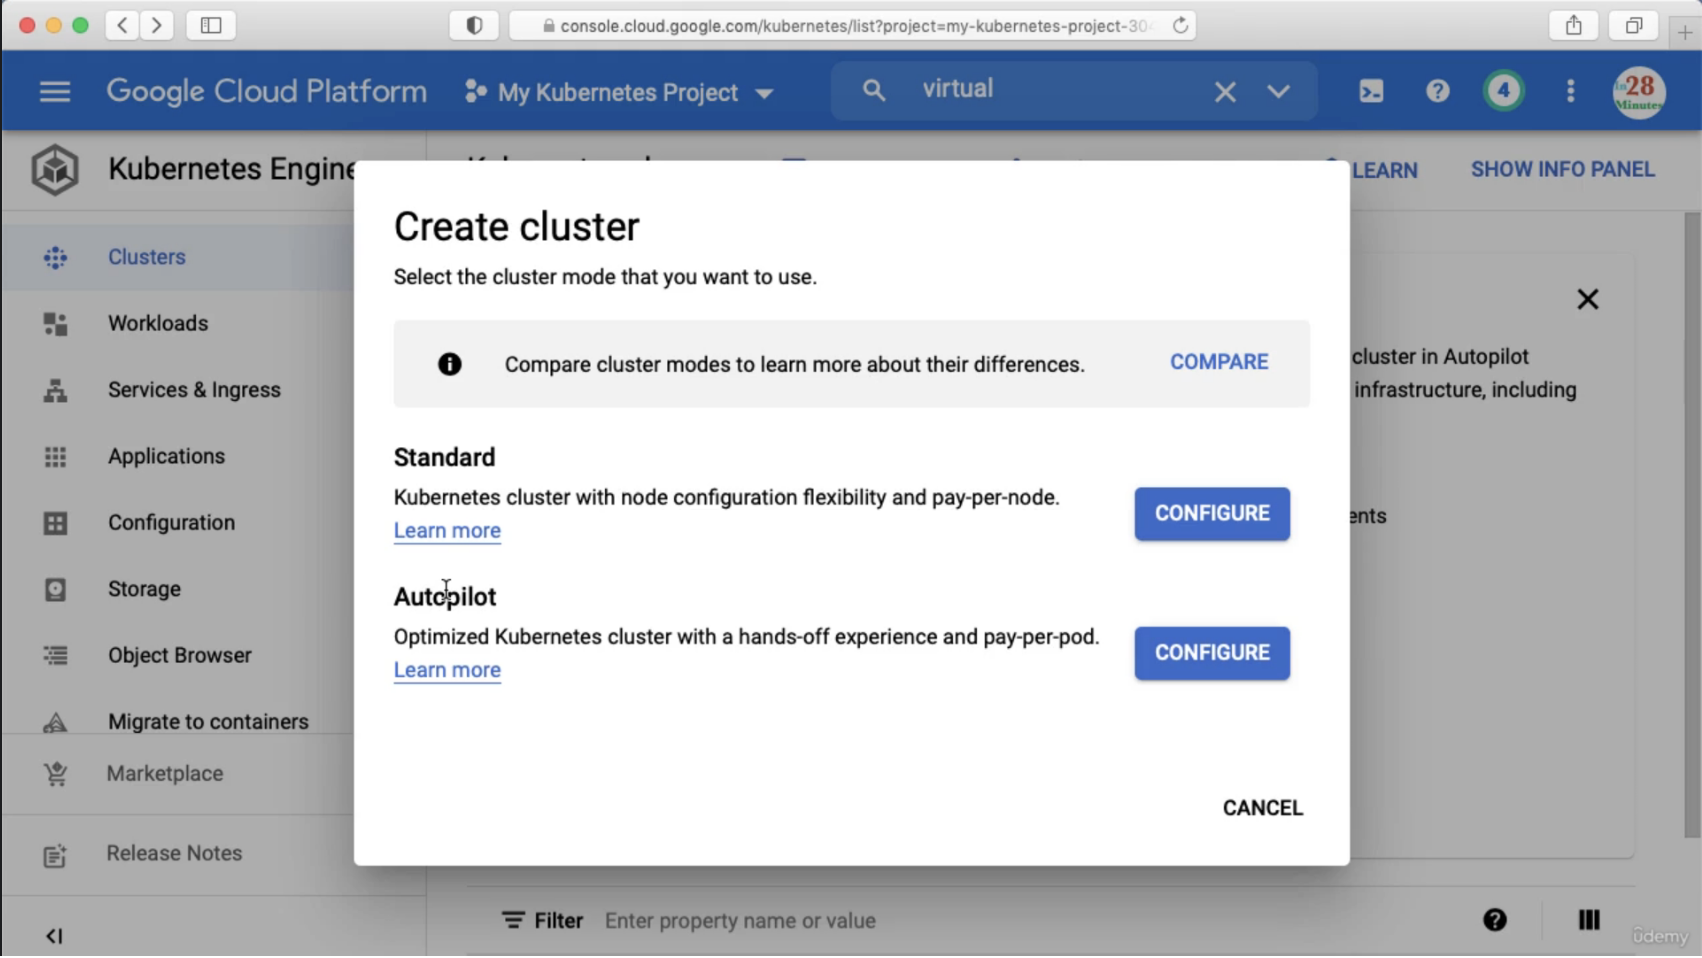 console.cloud.google.com/kubernetes/list?project=my-kubernetes-project-30
Google Cloud Platform
My Kubernetes Project
virtual
4
in28
Minutes
Kubernetes Engine
LEARN
SHOW INFO PANEL
Clusters
Workloads
Services & Ingress
Applications
Configuration
Storage
Object Browser
Migrate to containers
Marketplace
Release Notes
Create cluster
Select the cluster mode that you want to use.
Compare cluster modes to learn more about their differences.
COMPARE
Standard
Kubernetes cluster with node configuration flexibility and pay-per-node.
Learn more
CONFIGURE
Autopilot
Optimized Kubernetes cluster with a hands-off experience and pay-per-pod.
Learn more
CONFIGURE
CANCEL
cluster in Autopilot
infrastructure, including
ents
Filter
Enter property name or value
ûdemy